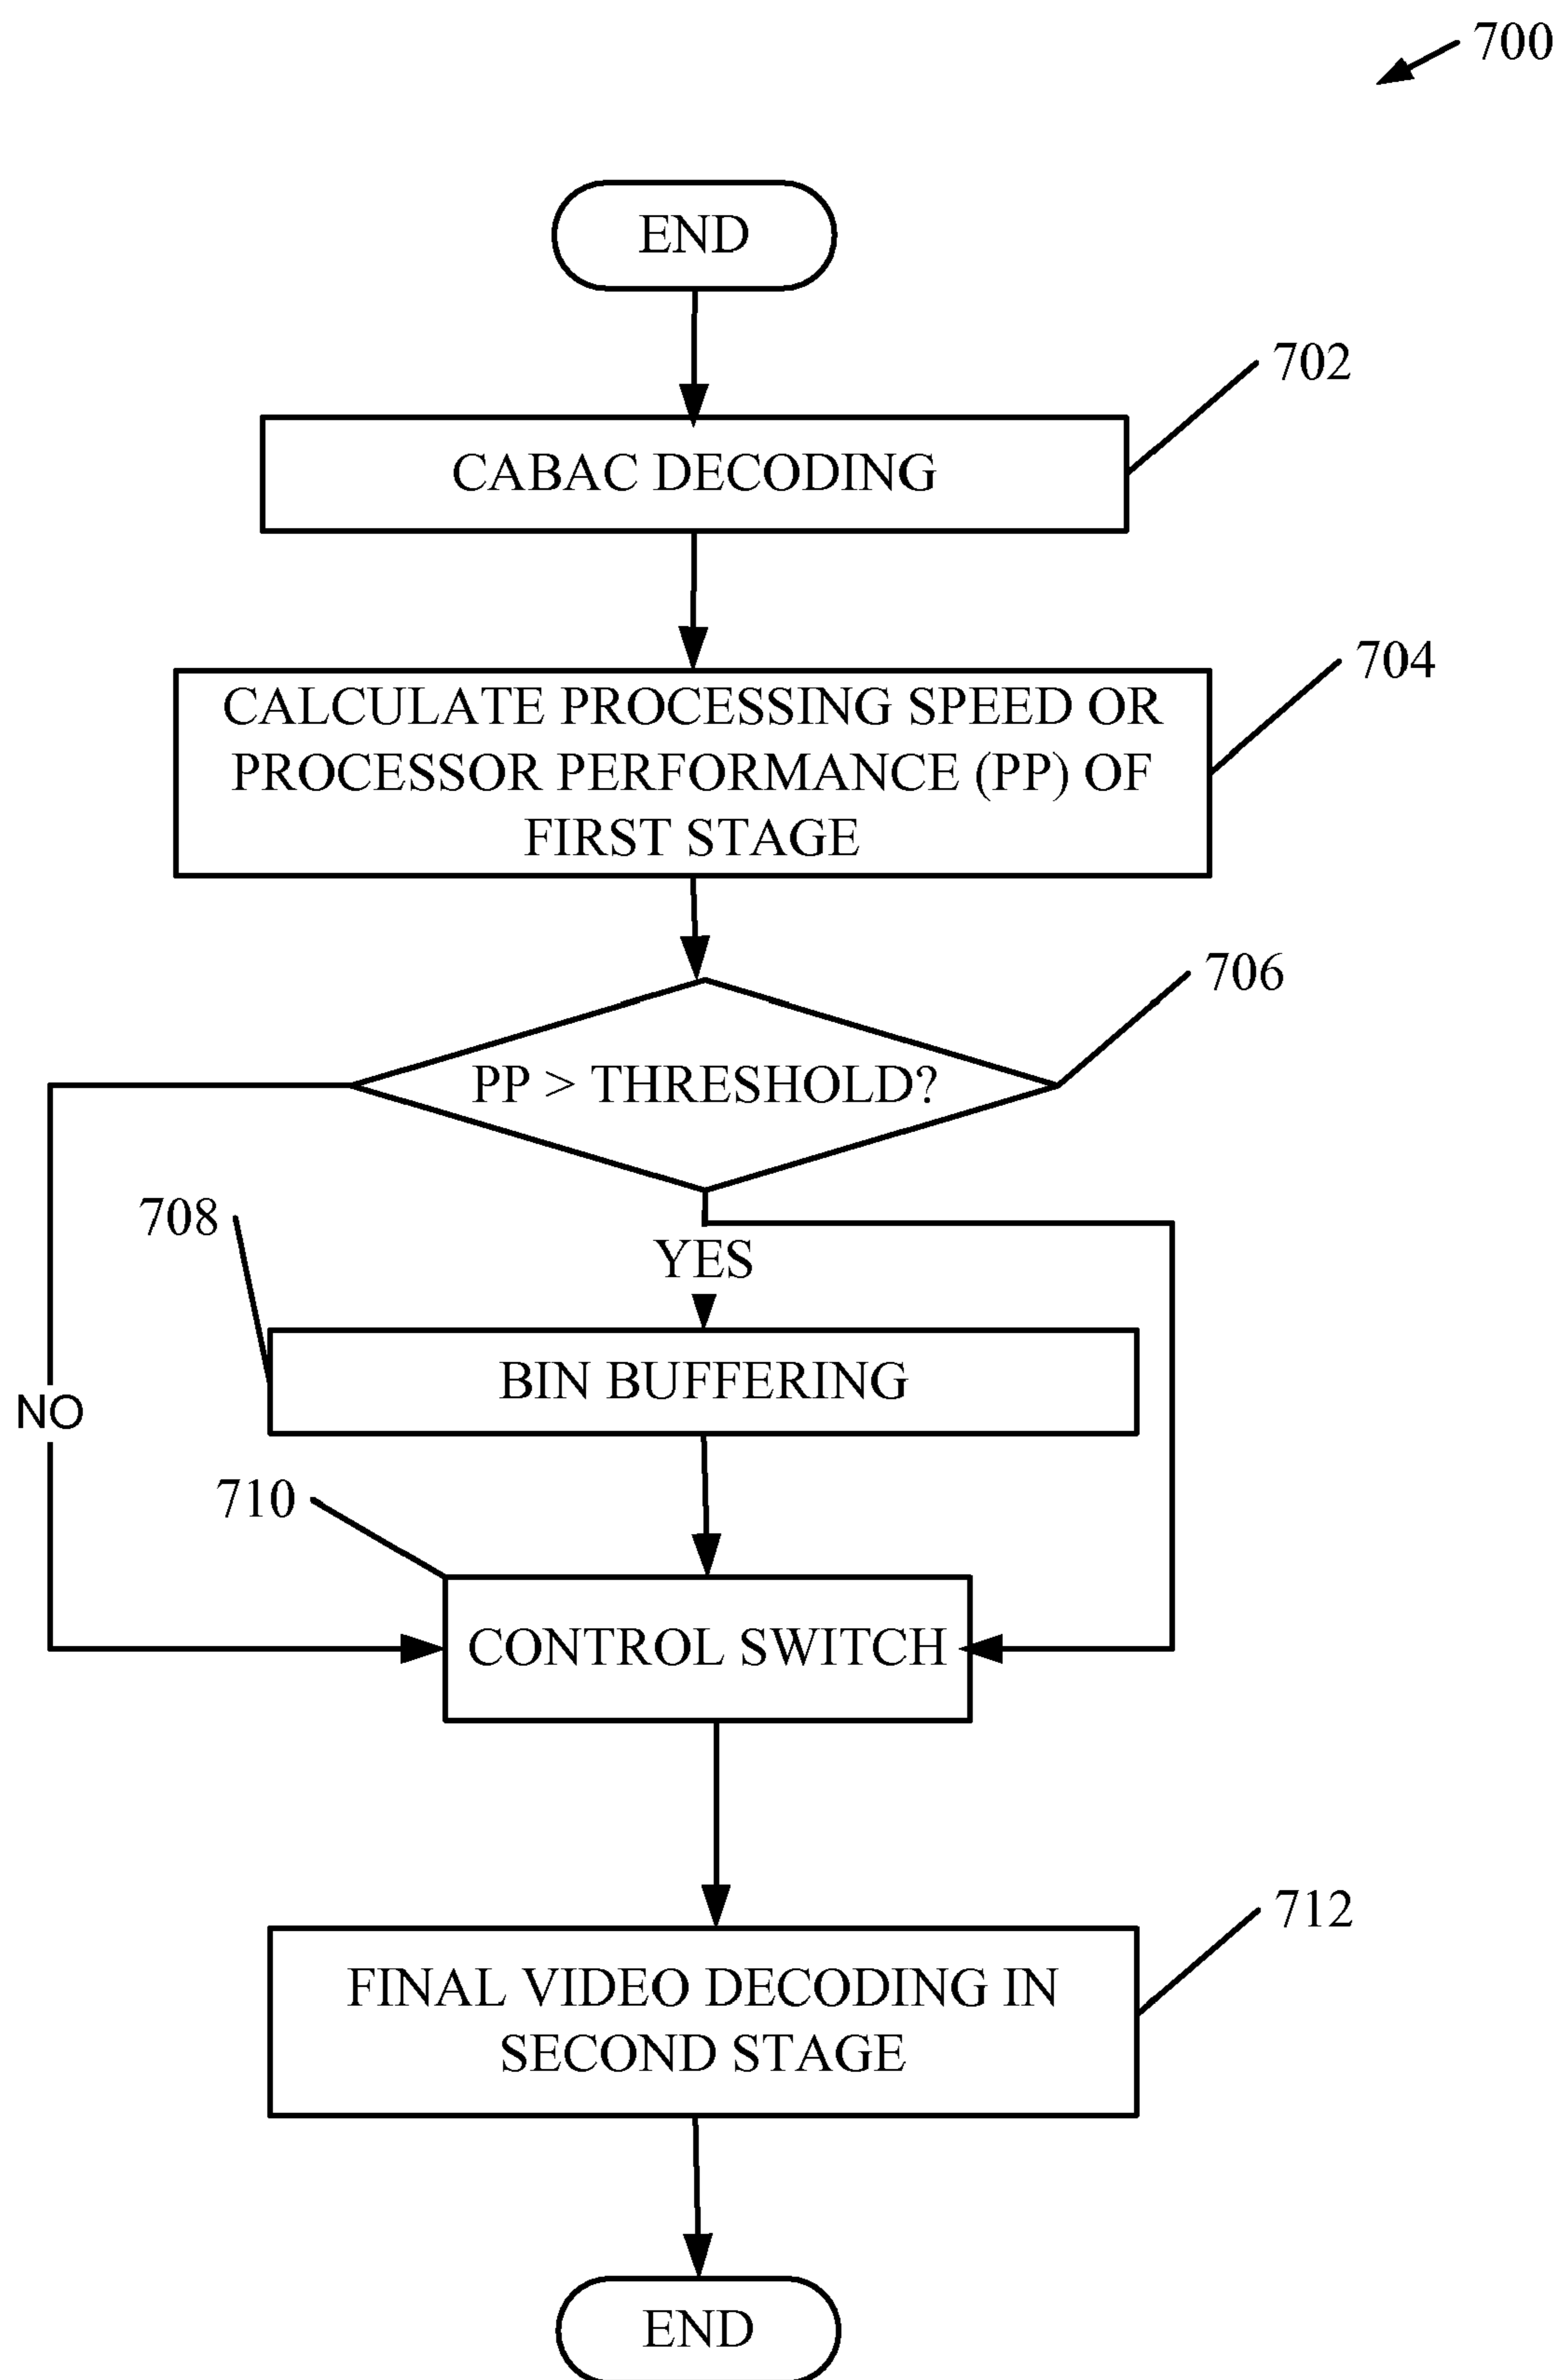 700
END
702
CABAC DECODING
704
CALCULATE PROCESSING SPEED OR
PROCESSOR PERFORMANCE (PP) OF
FIRST STAGE
706
PP > THRESHOLD?
708
YES
BIN BUFFERING
NO
710
CONTROL SWITCH
712
FINAL VIDEO DECODING IN
SECOND STAGE
END